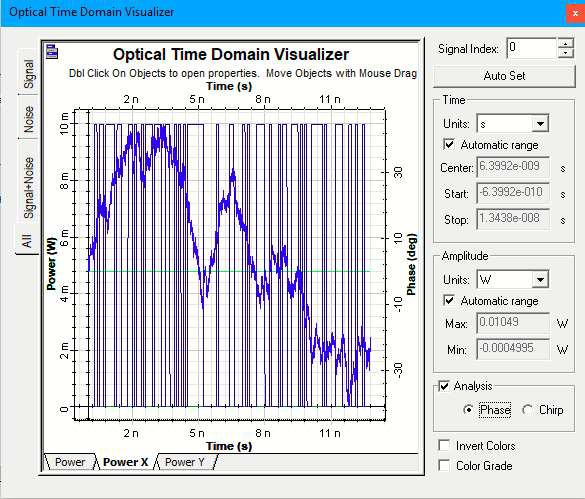 Optical Time Domain Visualizer
x
Signal Index: 0
Auto Set
Signal
Noise
Signal+Noise
All
Optical Time Domain Visualizer
Dbl Click On Objects to open properties. Move Objects with Mouse Drag
Time (s)
2 n 5 n 8 n 11 n
10 m
8 m
6 m
4 m
2 m
0
Power (W)
30
10
-10
-30
Phase (deg)
2 n 5 n 8 n 11 n
Time (s)
Power Power X Power Y
Time
Units: s
Automatic range
Center: 6.3992e-009 s
Start: -6.3992e-010 s
Stop: 1.3438e-008 s
Amplitude
Units: W
Automatic range
Max: 0.01049 W
Min: -0.0004995 W
Analysis
Phase Chirp
Invert Colors
Color Grade